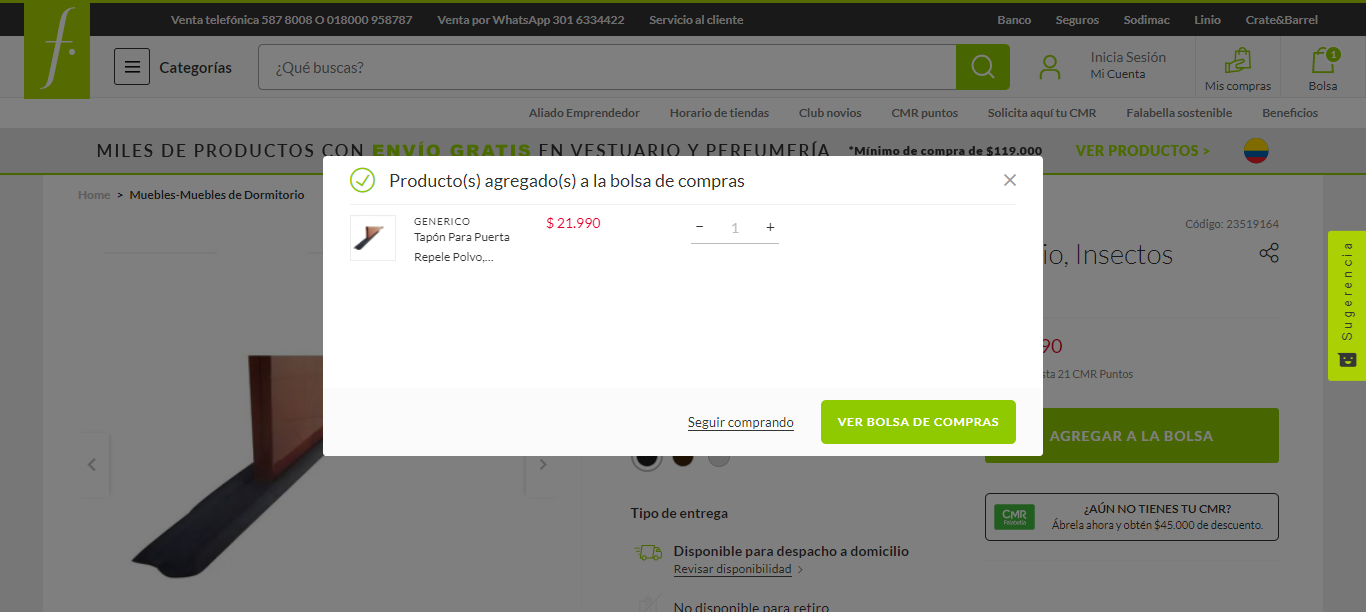 Venta telefónica 587 8008 O 018000 958787
Venta por WhatsApp 301 6334422
Servicio al cliente
Banco
Seguros
Sodimac
Linio
Crate&Barrel
f.
Categorías
¿Qué buscas?
Inicia Sesión
Mi Cuenta
Mis compras
1
Bolsa
Aliado Emprendedor
Horario de tiendas
Club novios
CMR puntos
Solicita aquí tu CMR
Falabella sostenible
Beneficios
MILES DE PRODUCTOS CON ENVÍO GRATIS EN VESTUARIO Y PERFUMERÍA
*Mínimo de compra de $119.000
VER PRODUCTOS >
Home > Muebles-Muebles de Dormitorio
Producto(s) agregado(s) a la bolsa de compras
GENERICO
Tapón Para Puerta
Repele Polvo,...
$ 21.990
− 1 +
Seguir comprando
VER BOLSA DE COMPRAS
Código: 23519164
io, Insectos
90
sta 21 CMR Puntos
AGREGAR A LA BOLSA
CMR
Falabella
¿AÚN NO TIENES TU CMR?
Ábrela ahora y obtén $45.000 de descuento.
Tipo de entrega
Disponible para despacho a domicilio
Revisar disponibilidad >
No disponible para retiro
Sugerencia